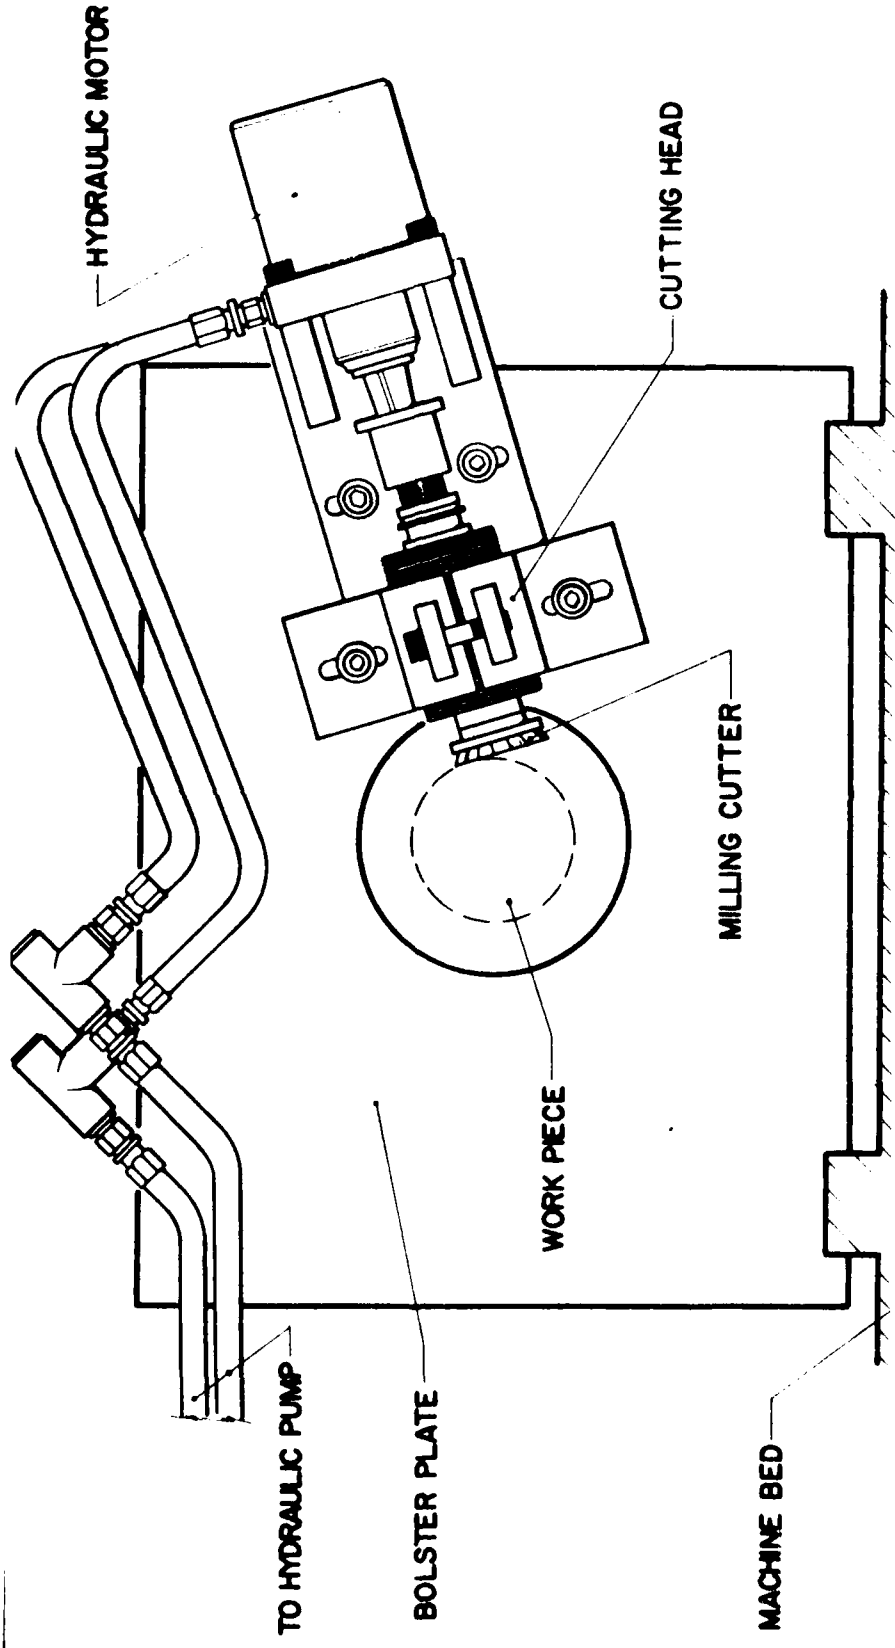 HYDRAULIC MOTOR
CUTTING HEAD
MILLING CUTTER
WORK PIECE
TO HYDRAULIC PUMP
BOLSTER PLATE
MACHINE BED